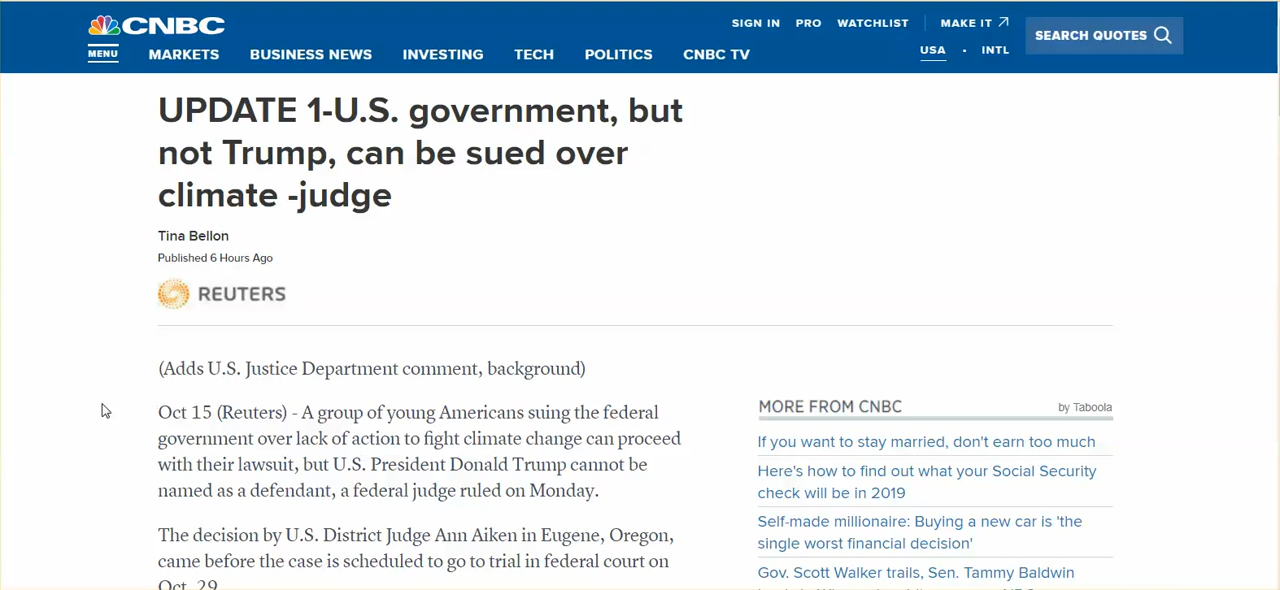 CNBC
SIGN IN PRO WATCHLIST MAKE IT
SEARCH QUOTES
MENU MARKETS BUSINESS NEWS INVESTING TECH POLITICS CNBC TV
USA · INTL
UPDATE 1-U.S. government, but
not Trump, can be sued over
climate -judge
Tina Bellon
Published 6 Hours Ago
REUTERS
(Adds U.S. Justice Department comment, background)
Oct 15 (Reuters) - A group of young Americans suing the federal
government over lack of action to fight climate change can proceed
with their lawsuit, but U.S. President Donald Trump cannot be
named as a defendant, a federal judge ruled on Monday.
The decision by U.S. District Judge Ann Aiken in Eugene, Oregon,
came before the case is scheduled to go to trial in federal court on
Oct. 29
MORE FROM CNBC
by Taboola
If you want to stay married, don't earn too much
Here's how to find out what your Social Security
check will be in 2019
Self-made millionaire: Buying a new car is 'the
single worst financial decision'
Gov. Scott Walker trails, Sen. Tammy Baldwin